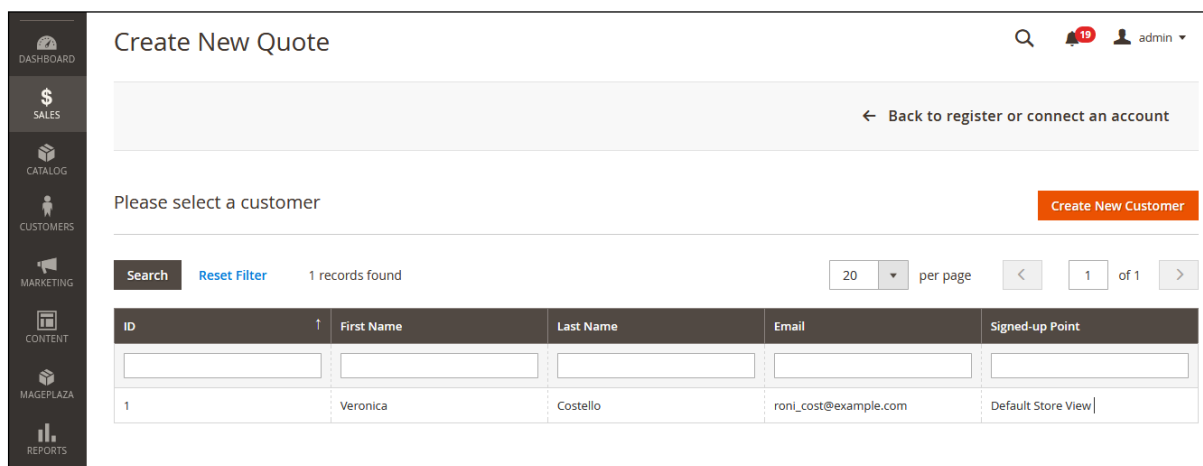 DASHBOARD
SALES
CATALOG
CUSTOMERS
MARKETING
CONTENT
MAGEPLAZA
REPORTS
Create New Quote
19
admin
Back to register or connect an account
Please select a customer
Create New Customer
Search Reset Filter 1 records found 20 per page 1 of 1
ID First Name Last Name Email Signed-up Point
1 Veronica Costello roni_cost@example.com Default Store View